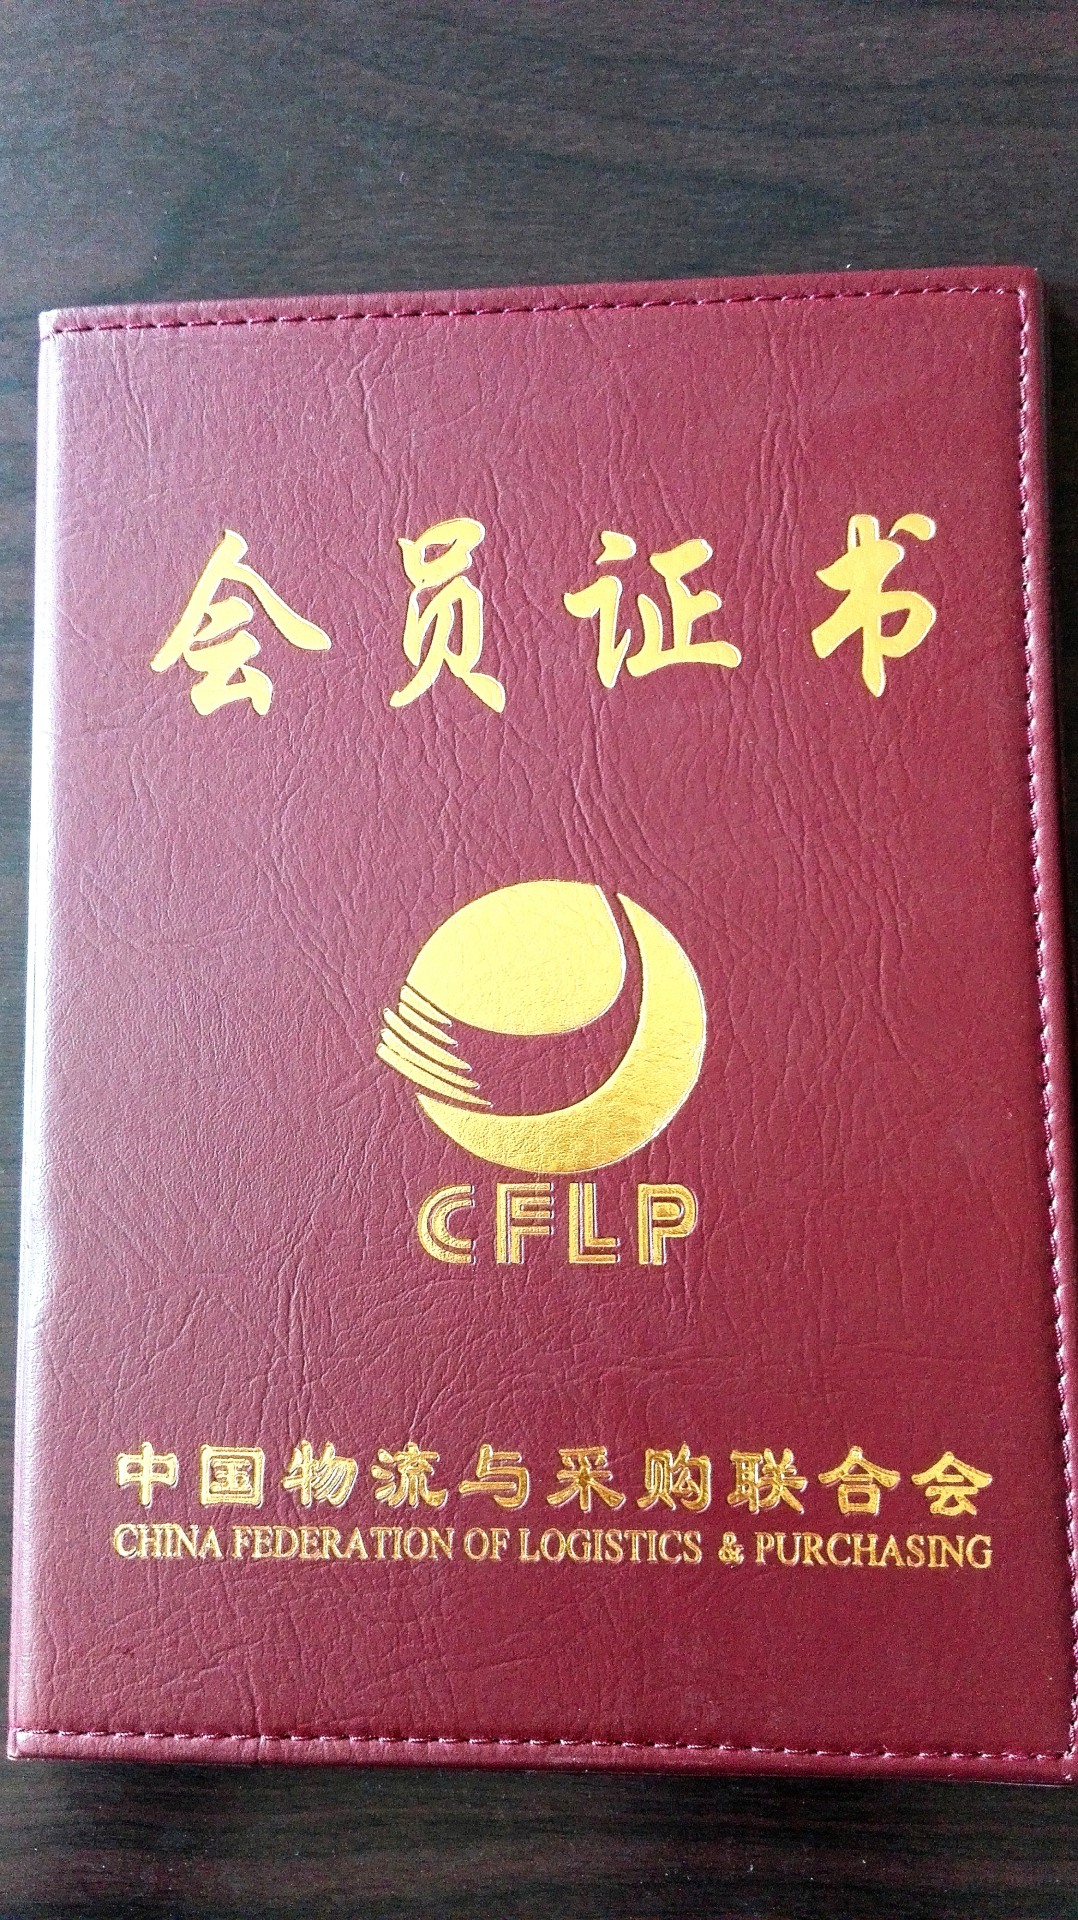 会员证书
CFLP
中国物流与采购联合会
CHINA FEDERATION OF LOGISTICS & PURCHASING